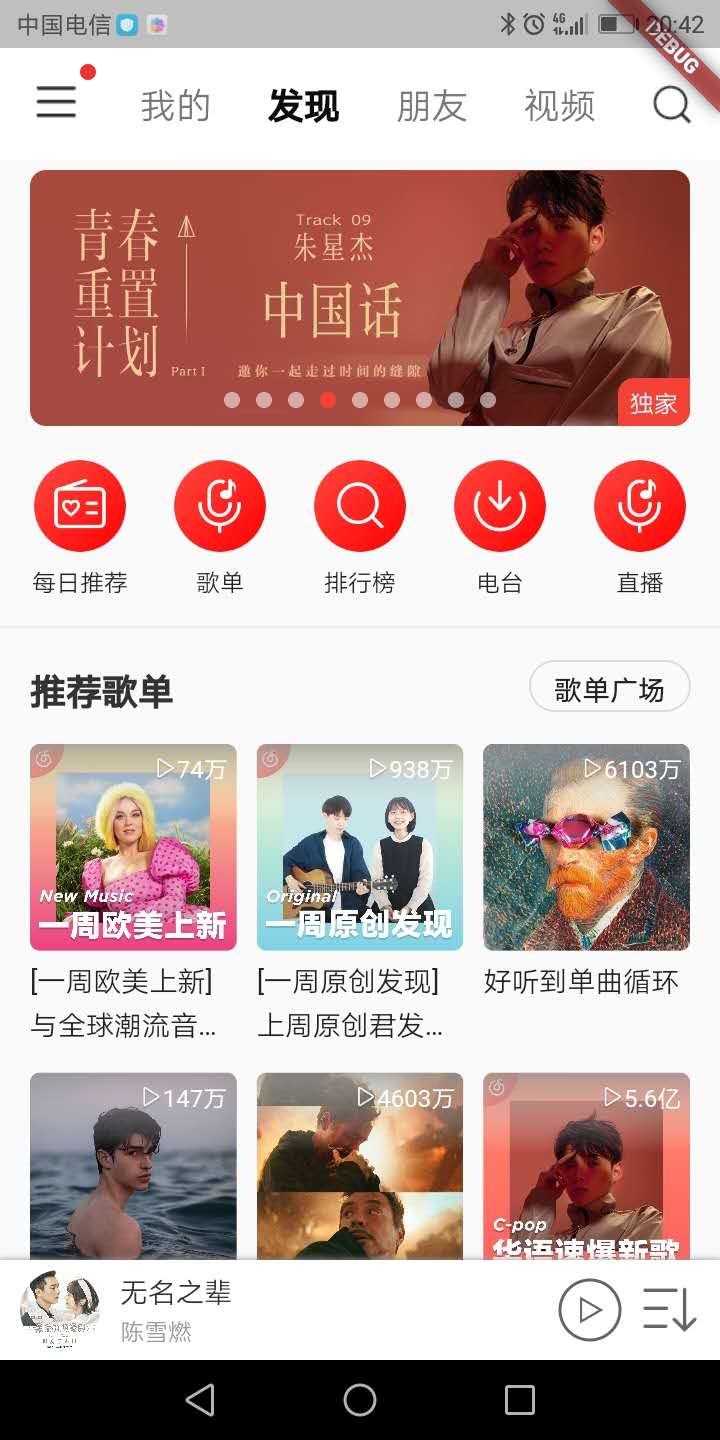 中国电信
4G
20:42
DEBUG
我的
发现
朋友
视频
青春
重置
计划
Part I
Track 09
朱星杰
中国话
邀你一起走过时间的缝隙
独家
每日推荐
歌单
排行榜
电台
直播
推荐歌单
歌单广场
74万
New Music
一周欧美上新
938万
Original
一周原创发现
6103万
[一周欧美上新]
与全球潮流音...
[一周原创发现]
上周原创君发...
好听到单曲循环
147万
4603万
5.6亿
C-pop
华语速爆新歌
无名之辈
陈雪燃